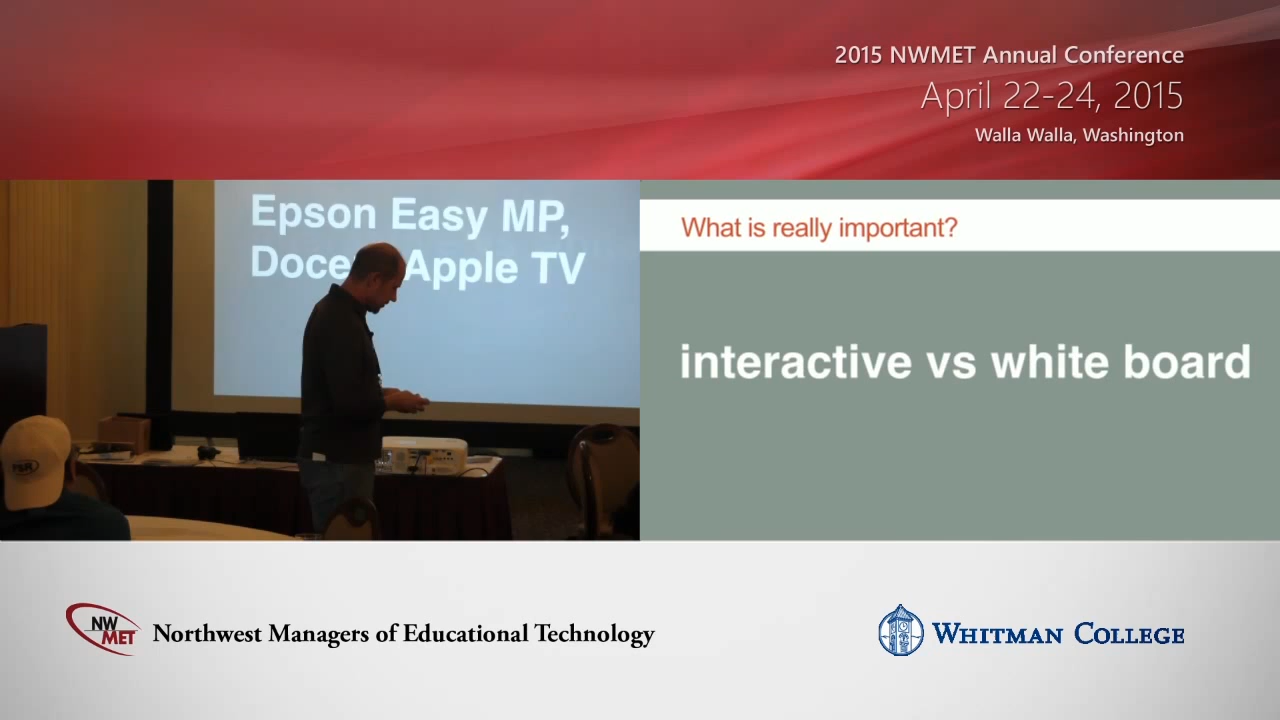 2015 NWMET Annual Conference
April 22-24, 2015
Walla Walla, Washington
Epson Easy MP,
Apple TV
What is really important?
interactive vs white board
NW
MET
Northwest Managers of Educational Technology
WHITMAN COLLEGE